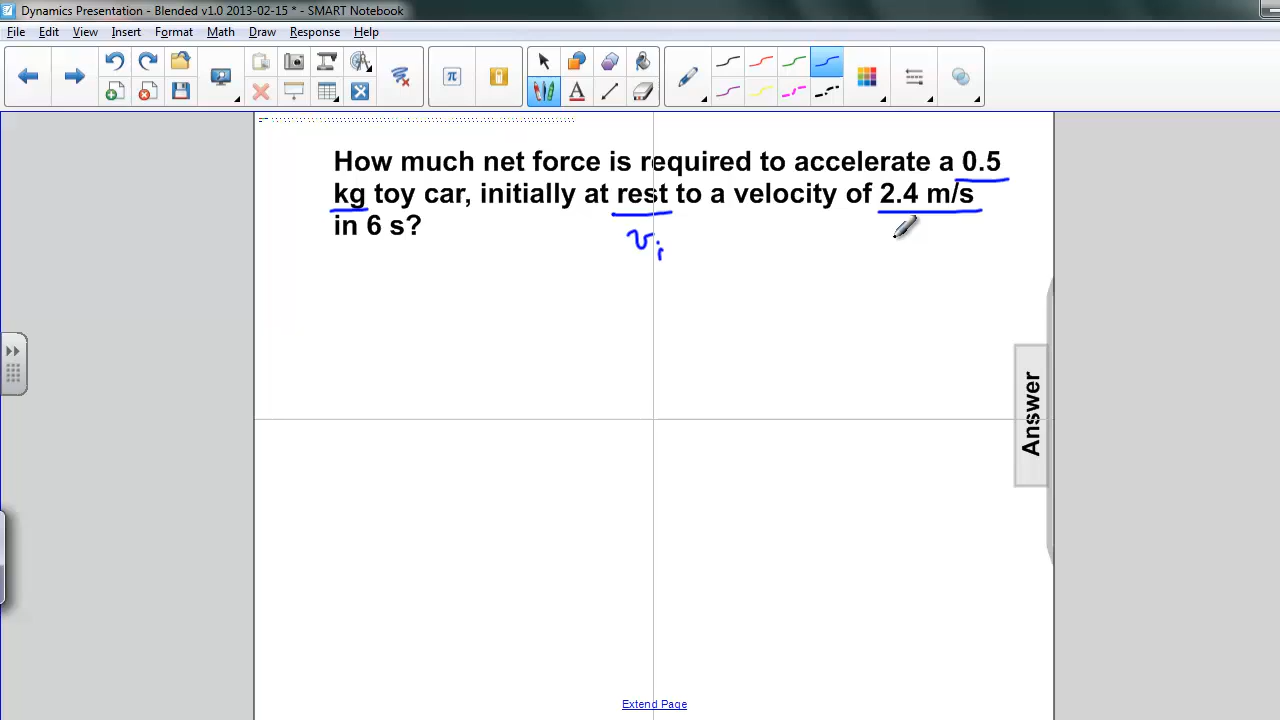 Dynamics Presentation - Blended v1.0 2013-02-15 * - SMART Notebook
File Edit View Insert Format Math Draw Response Help
How much net force is required to accelerate a 0.5
kg toy car, initially at rest to a velocity of 2.4 m/s
in 6 s?
vi
Answer
Extend Page